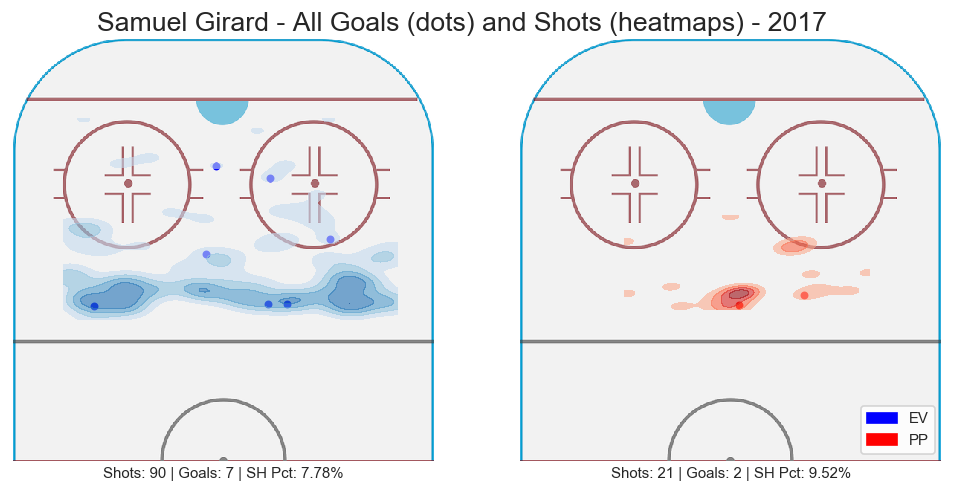 Samuel Girard - All Goals (dots) and Shots (heatmaps) - 2017
EV
PP
Shots: 90 | Goals: 7 | SH Pct: 7.78%
Shots: 21 | Goals: 2 | SH Pct: 9.52%